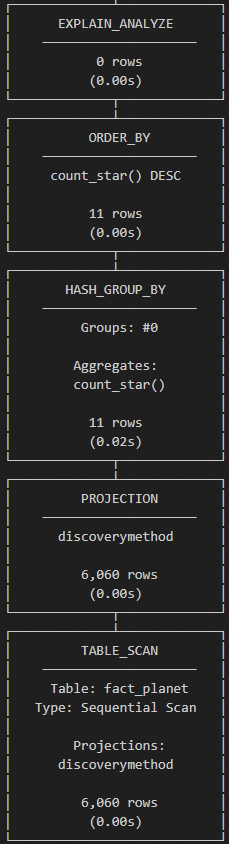 EXPLAIN_ANALYZE
0 rows
(0.00s)
ORDER_BY
count_star() DESC
11 rows
(0.00s)
HASH_GROUP_BY
Groups: #0
Aggregates:
count_star()
11 rows
(0.02s)
PROJECTION
discoverymethod
6,060 rows
(0.00s)
TABLE_SCAN
Table: fact_planet
Type: Sequential Scan
Projections:
discoverymethod
6,060 rows
(0.00s)